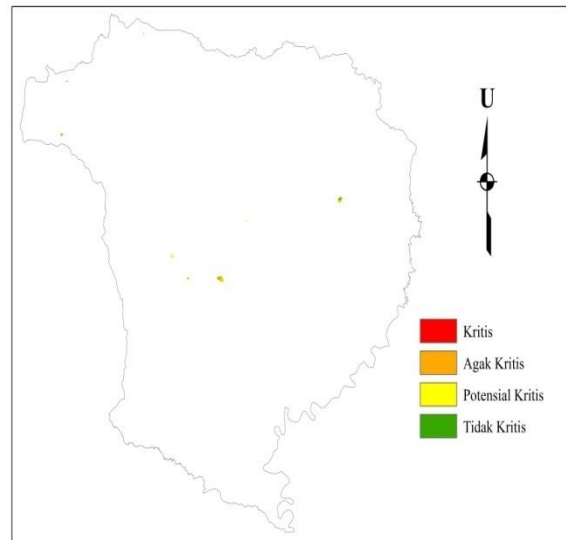 U
Kritis
Agak Kritis
Potensial Kritis
Tidak Kritis